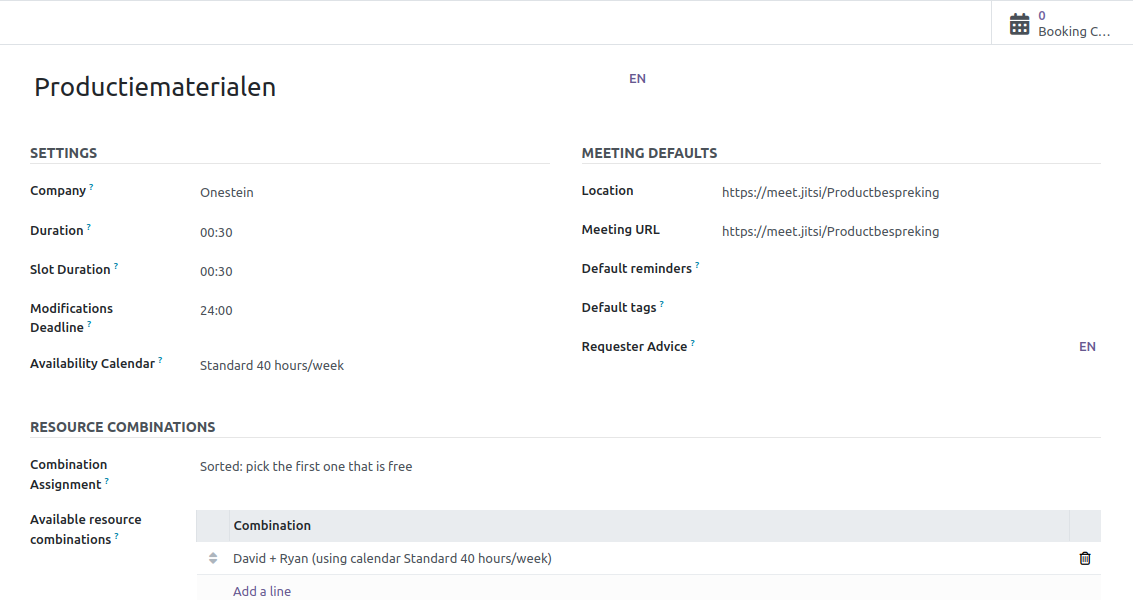 0
Booking C...
Productiematerialen
EN
SETTINGS
Company ?
Onestein
Duration ?
00:30
Slot Duration ?
00:30
Modifications
Deadline ?
24:00
Availability Calendar ?
Standard 40 hours/week
MEETING DEFAULTS
Location
https://meet.jitsi/Productbespreking
Meeting URL
https://meet.jitsi/Productbespreking
Default reminders ?
Default tags ?
Requester Advice ?
EN
RESOURCE COMBINATIONS
Combination
Assignment ?
Sorted: pick the first one that is free
Available resource
combinations ?
Combination
David + Ryan (using calendar Standard 40 hours/week)
Add a line